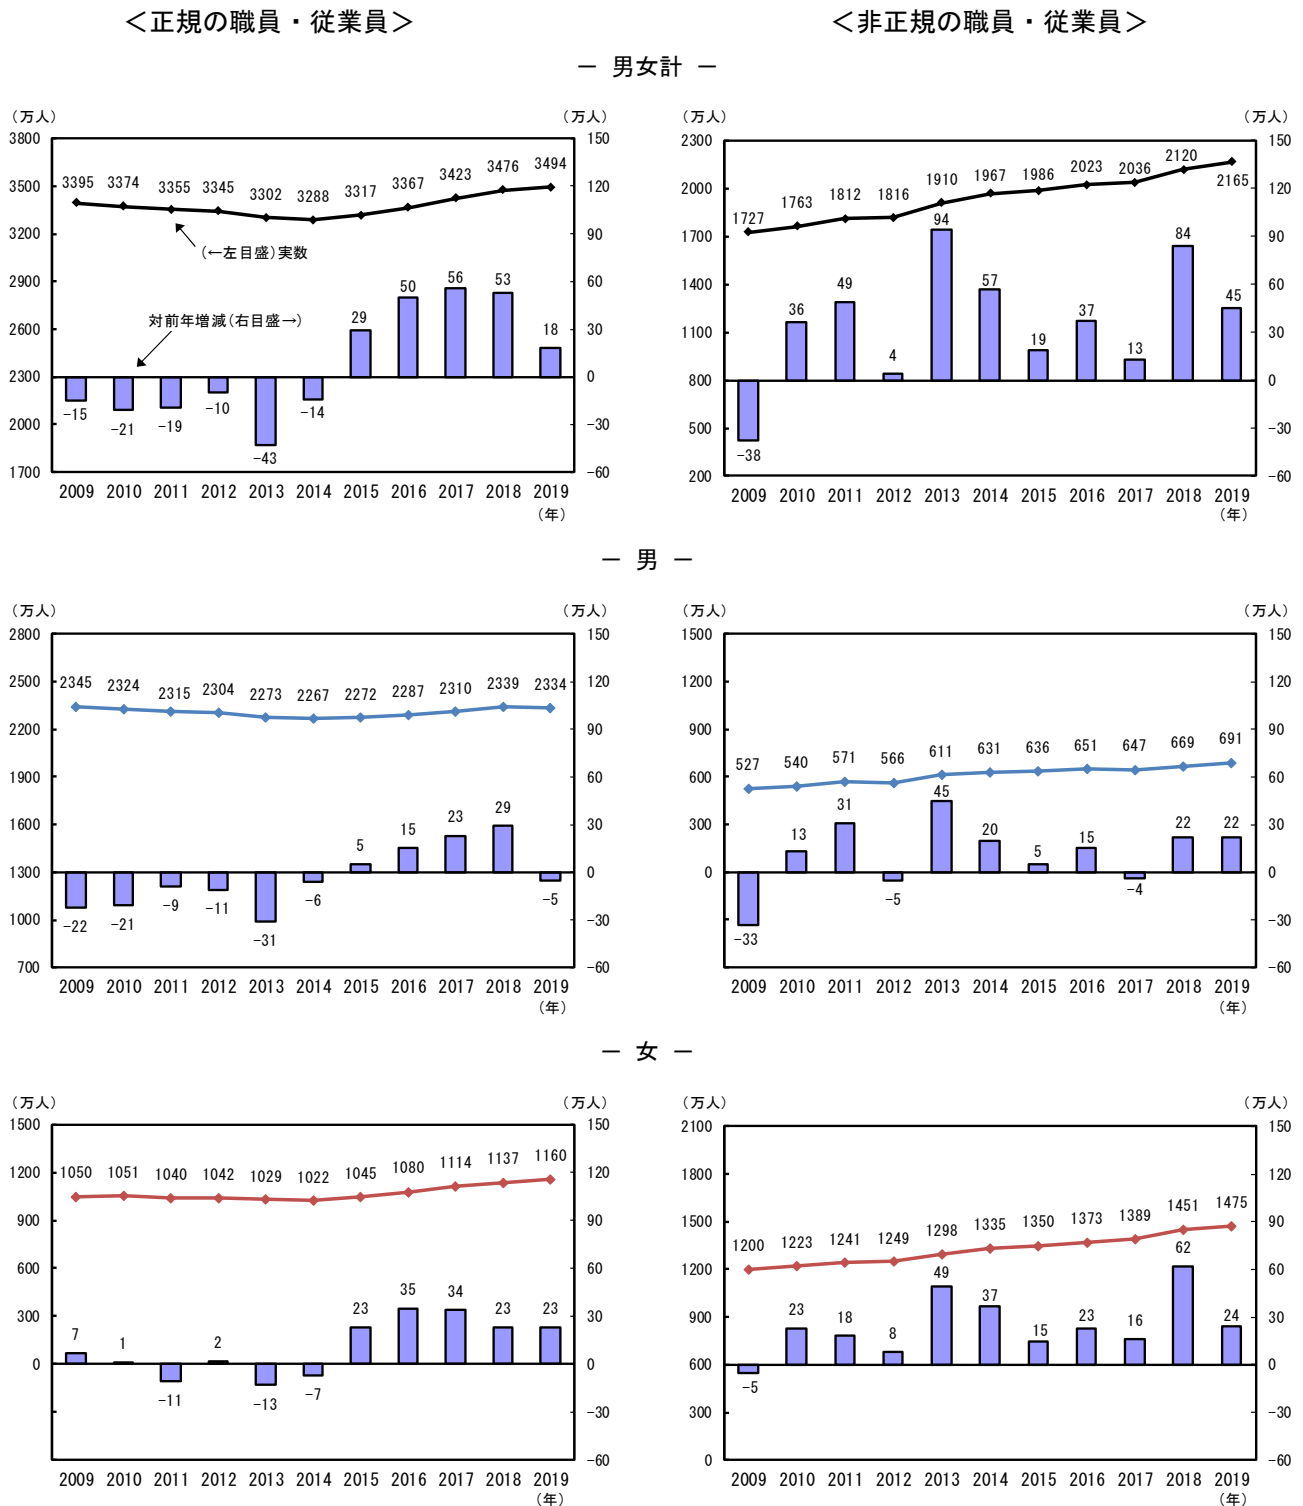 ＜正規の職員・従業員＞ ＜非正規の職員・従業員＞
― 男女計 ―
(万人) (万人) (万人) (万人)
3800 150 2300 150
3395 3374 3355 3345 3302 3288 3317 3367 3423 3476 3494
1727 1763 1812 1816 1910 1967 1986 2023 2036 2120 2165
3500 120 2000 120
3200 90 1700 90
(←左目盛)実数
2900 60 1400 60
対前年増減(右目盛→)
2600 30 1100 30
2300 0 800 0
2000 −30 500 −30
1700 −60 200 −60
−15 −21 −19 −10 −43 −14 29 50 56 53 18
−38 36 49 4 94 57 19 37 13 84 45
2009 2010 2011 2012 2013 2014 2015 2016 2017 2018 2019
(年)
2009 2010 2011 2012 2013 2014 2015 2016 2017 2018 2019
(年)
― 男 ―
(万人) (万人) (万人) (万人)
2800 150 1500 150
2500 120 1200 120
2345 2324 2315 2304 2273 2267 2272 2287 2310 2339 2334
2200 90 900 90
527 540 571 566 611 631 636 651 647 669 691
1900 60 600 60
1600 30 300 30
1300 0 0 0
1000 −30 −30
700 −60 −60
−22 −21 −9 −11 −31 −6 5 15 23 29 −5
−33 13 31 −5 45 20 5 15 −4 22 22
2009 2010 2011 2012 2013 2014 2015 2016 2017 2018 2019
(年)
2009 2010 2011 2012 2013 2014 2015 2016 2017 2018 2019
(年)
― 女 ―
(万人) (万人) (万人) (万人)
1500 150 2100 150
1200 120 1800 120
1050 1051 1040 1042 1029 1022 1045 1080 1114 1137 1160
900 90 1500 90
1200 1223 1241 1249 1298 1335 1350 1373 1389 1451 1475
600 60 1200 60
300 30 900 30
0 0 600 0
−30 300 −30
−60 0 −60
7 1 −11 2 −13 −7 23 35 34 23 23
−5 23 18 8 49 37 15 23 16 62 24
2009 2010 2011 2012 2013 2014 2015 2016 2017 2018 2019
(年)
2009 2010 2011 2012 2013 2014 2015 2016 2017 2018 2019
(年)